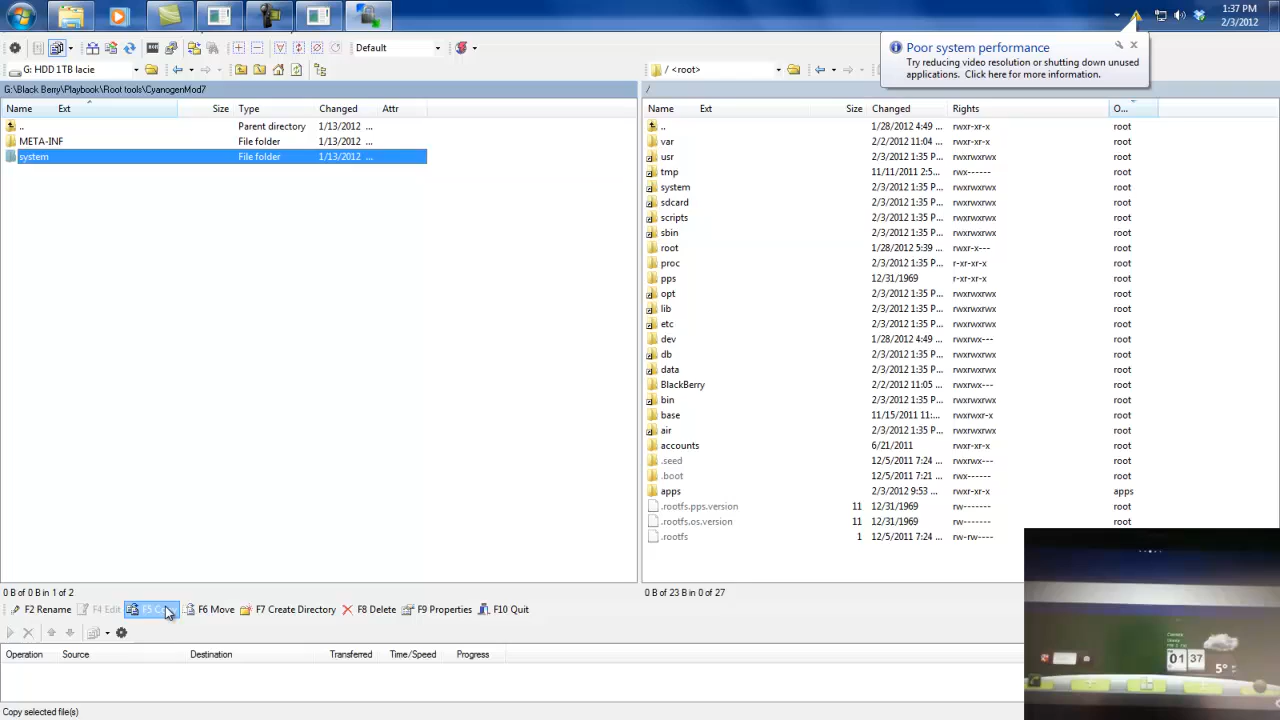 1:37 PM
2/3/2012
Default
Poor system performance
Try reducing video resolution or shutting down unused
applications. Click here for more information.
G: HDD 1TB lacie
/ <root>
G:\Black Berry\Playbook\Root tools\CyanogenMod7
/
Name Ext Size Type Changed Attr
.. Parent directory 1/13/2012 ...
META-INF File folder 1/13/2012 ...
system File folder 1/13/2012 ...
Name Ext Size Changed Rights O...
.. 1/28/2012 4:49 ... rwxr-xr-x root
var 2/2/2012 11:04 ... rwxr-xr-x root
usr 2/3/2012 1:35 P... rwxrwxrwx root
tmp 11/11/2011 2:5... rwx------ root
system 2/3/2012 1:35 P... rwxrwxrwx root
sdcard 2/3/2012 1:35 P... rwxrwxrwx root
scripts 2/3/2012 1:35 P... rwxrwxrwx root
sbin 2/3/2012 1:35 P... rwxrwxrwx root
root 1/28/2012 5:39 ... rwxr-x--- root
proc 2/3/2012 1:35 P... r-xr-xr-x root
pps 12/31/1969 r-xr-xr-x root
opt 2/3/2012 1:35 P... rwxrwxrwx root
lib 2/3/2012 1:35 P... rwxrwxrwx root
etc 2/3/2012 1:35 P... rwxrwxrwx root
dev 1/28/2012 4:49 ... rwxrwx--- root
db 2/3/2012 1:35 P... rwxrwxrwx root
data 2/3/2012 1:35 P... rwxrwxrwx root
BlackBerry 2/2/2012 11:05 ... rwxrwx--- root
bin 2/3/2012 1:35 P... rwxrwxrwx root
base 11/15/2011 11:... rwxrwxr-x root
air 2/3/2012 1:35 P... rwxrwxrwx root
accounts 6/21/2011 rwxr-xr-x root
.seed 12/5/2011 7:24 ... rwxrwx--- root
.boot 12/5/2011 7:21 ... rwx------ root
apps 2/3/2012 9:53 ... rwxr-xr-x apps
.rootfs.pps.version 11 12/31/1969 rw------- root
.rootfs.os.version 11 12/31/1969 rw------- root
.rootfs 1 12/5/2011 7:24 ... rw-rw---- root
0 B of 0 B in 1 of 2
0 B of 23 B in 0 of 27
F2 Rename F4 Edit F5 Copy F6 Move F7 Create Directory F8 Delete F9 Properties F10 Quit
Operation Source Destination Transferred Time/Speed Progress
Copy selected file(s)
01 37
5°